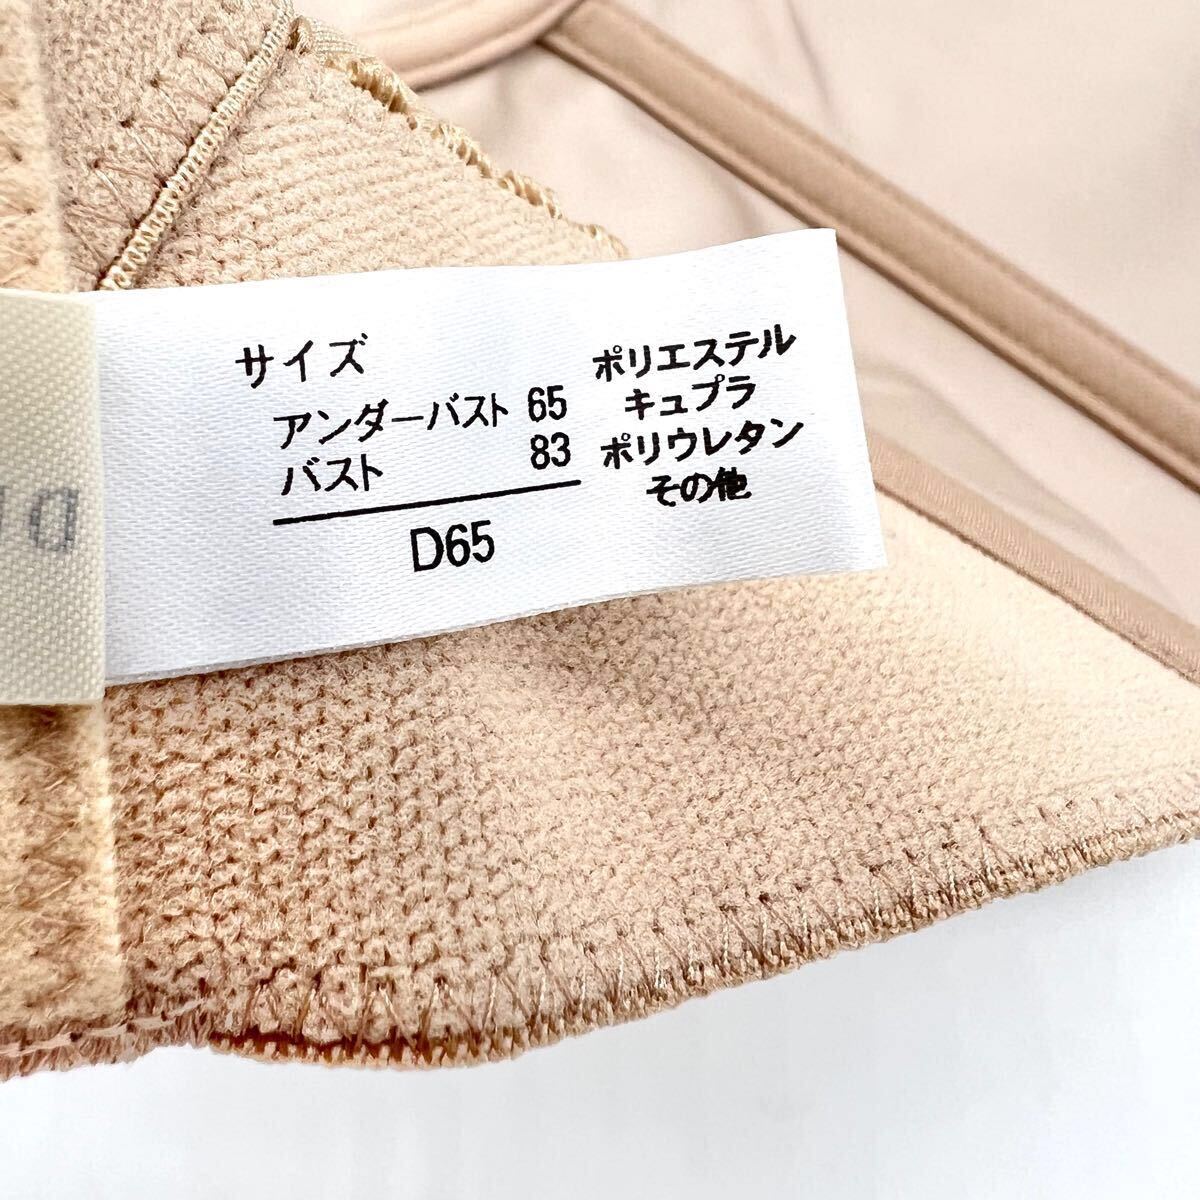 サイズ
アンダーバスト 65
バスト 83
D65
ポリエステル
キュプラ
ポリウレタン
その他